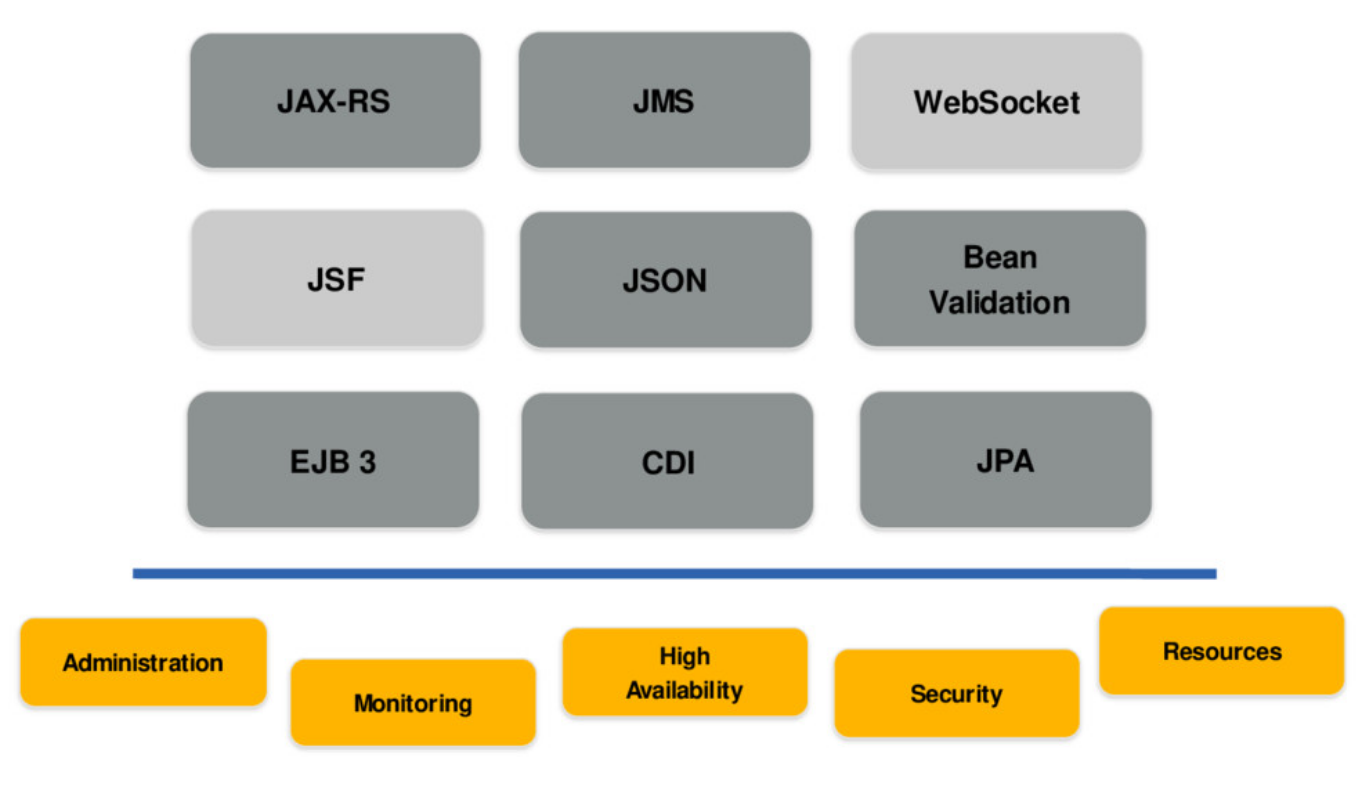 JAX-RS
JMS
WebSocket
JSF
JSON
Bean
Validation
EJB 3
CDI
JPA
Administration
Monitoring
High
Availability
Security
Resources